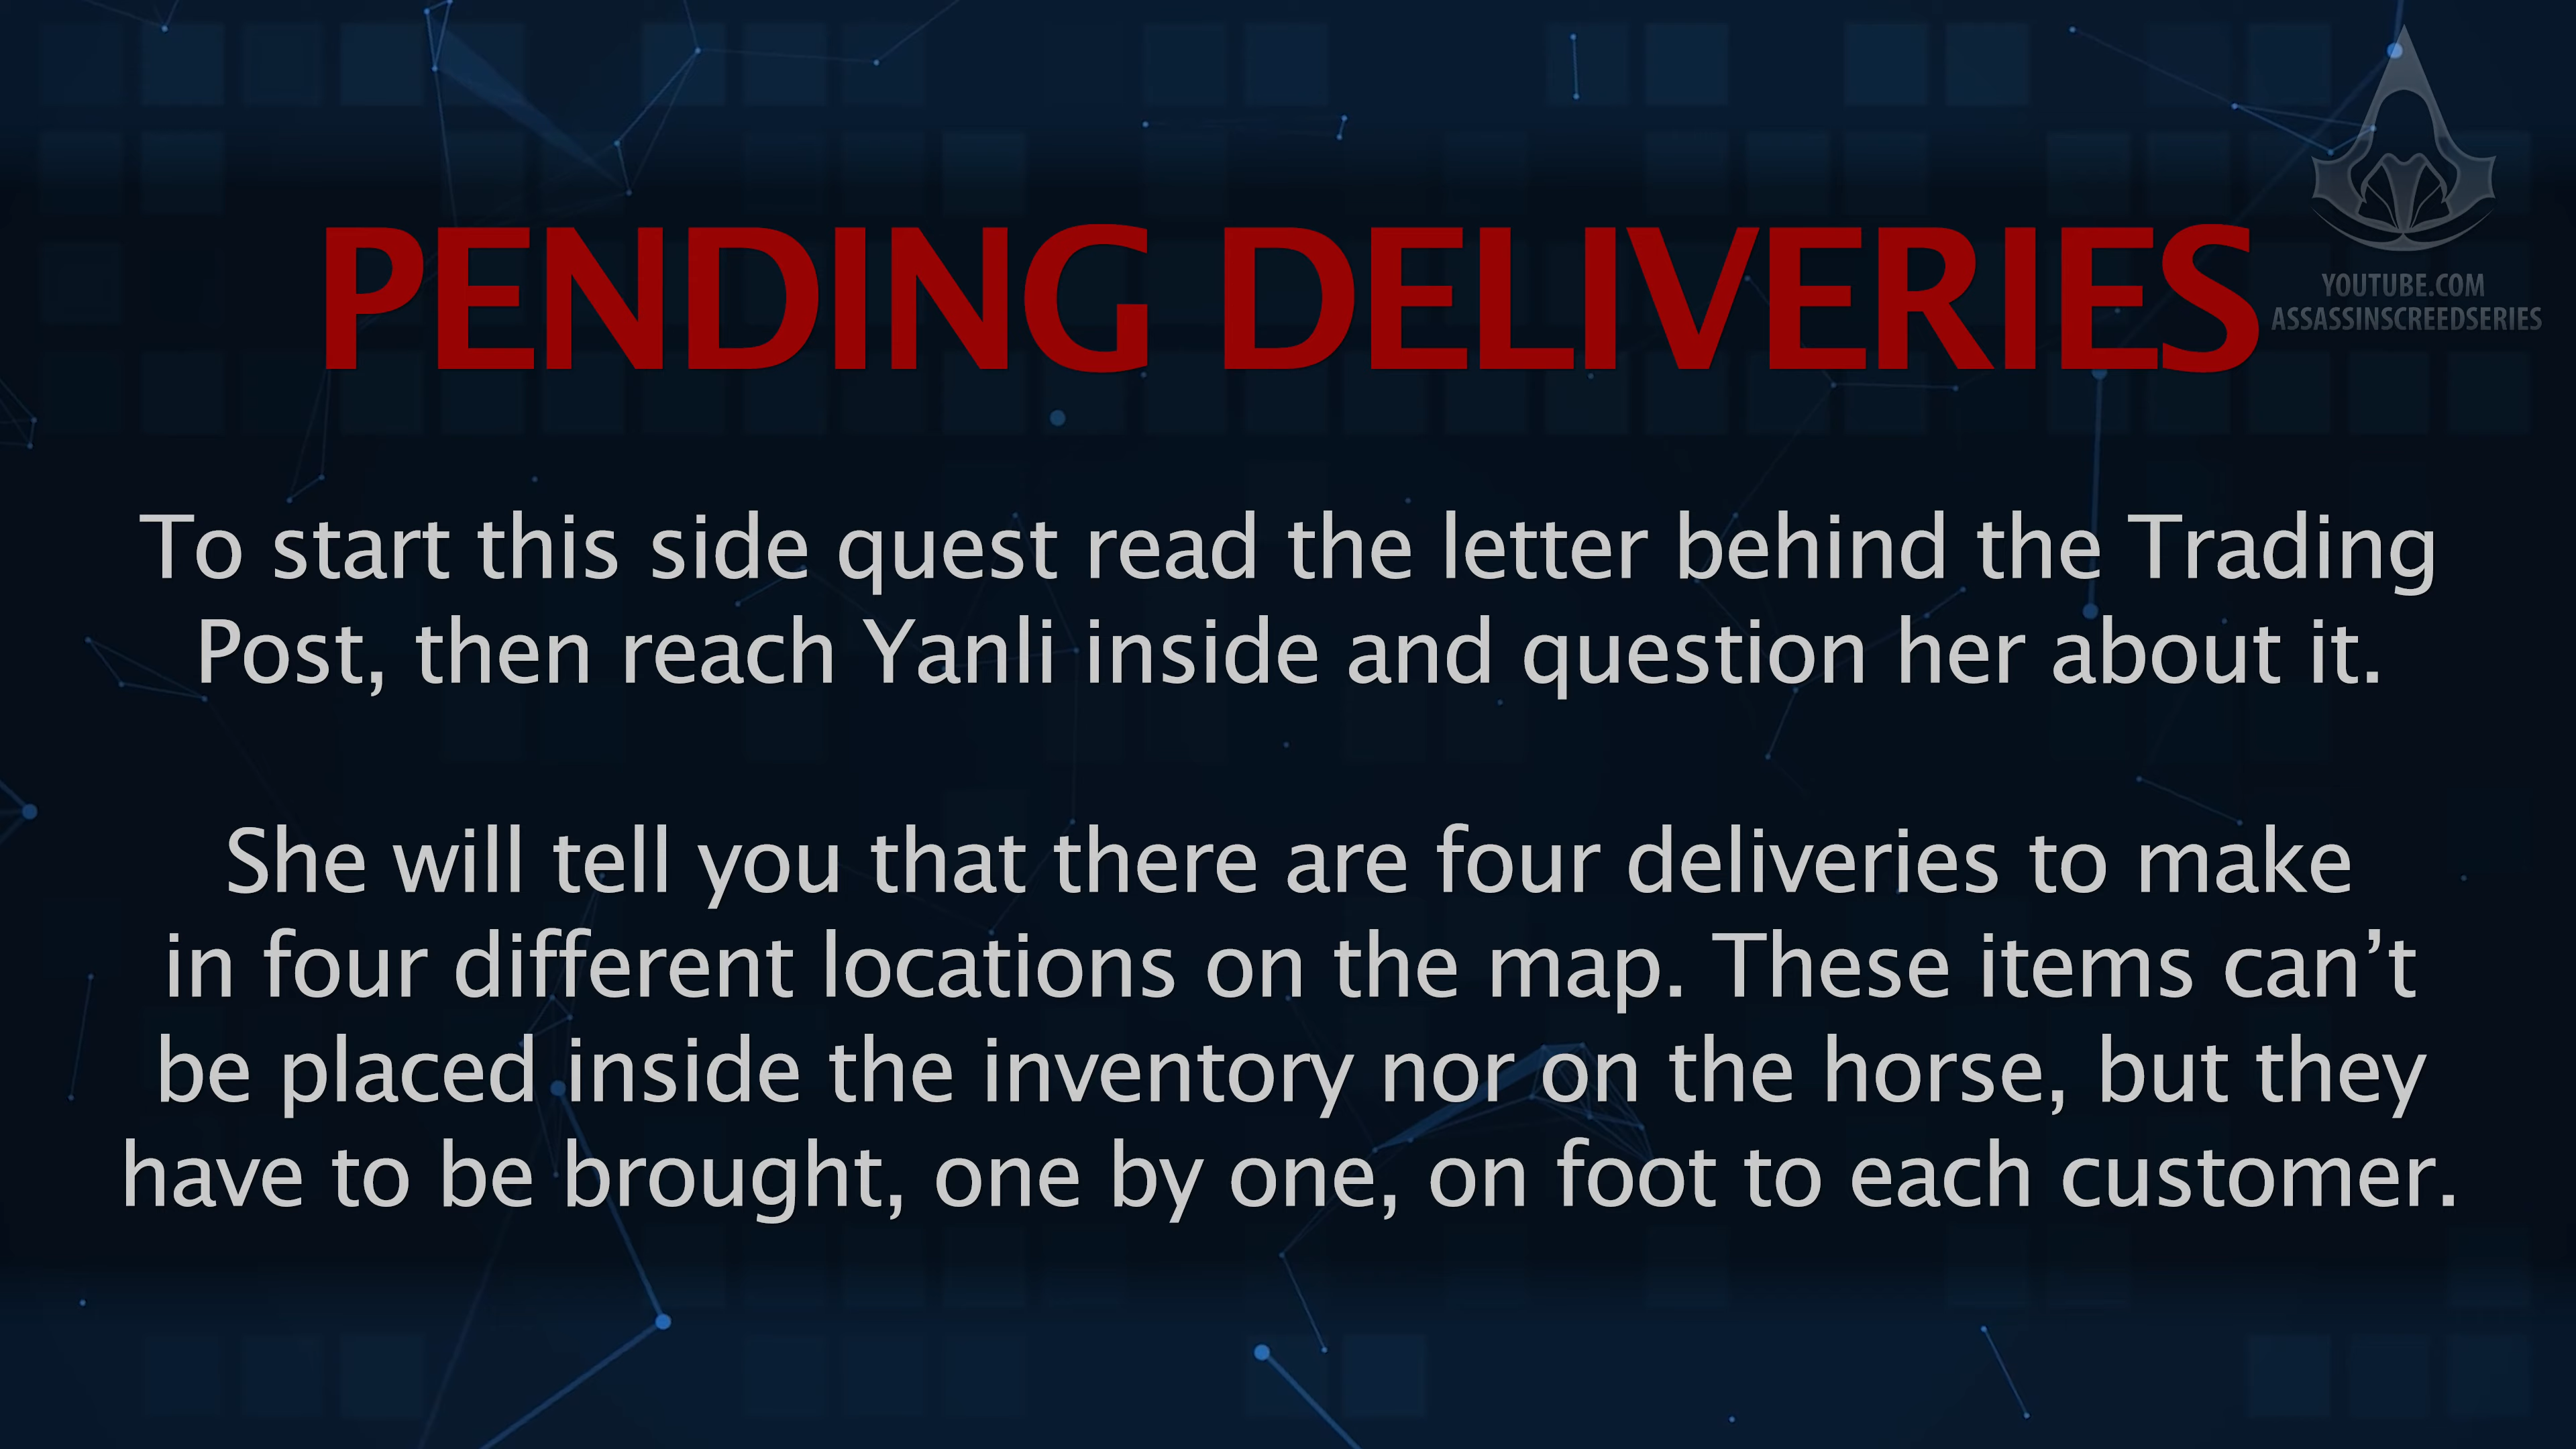 PENDING DELIVERIES
YOUTUBE.COM
ASSASSINSCREEDSERIES
To start this side quest read the letter behind the Trading
Post, then reach Yanli inside and question her about it.
She will tell you that there are four deliveries to make
in four different locations on the map. These items can’t
be placed inside the inventory nor on the horse, but they
have to be brought, one by one, on foot to each customer.